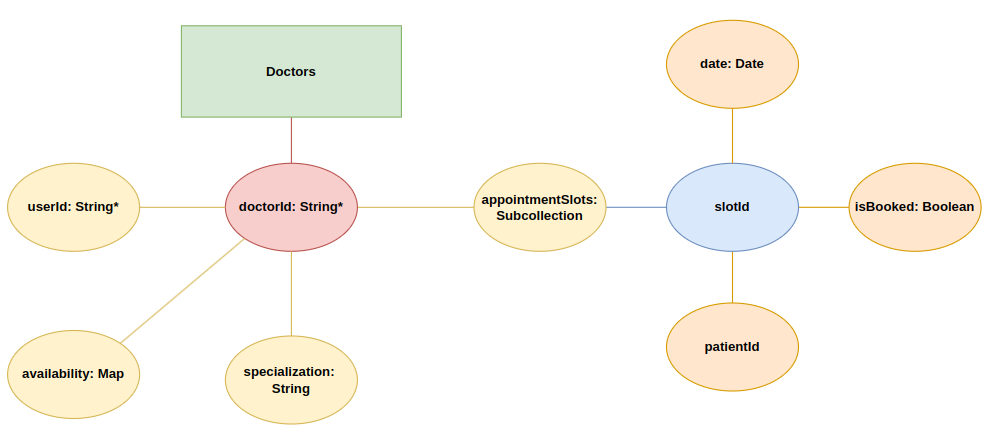 Doctors
date: Date
userId: String*
doctorId: String*
appointmentSlots:
Subcollection
slotId
isBooked: Boolean
availability: Map
specialization:
String
patientId